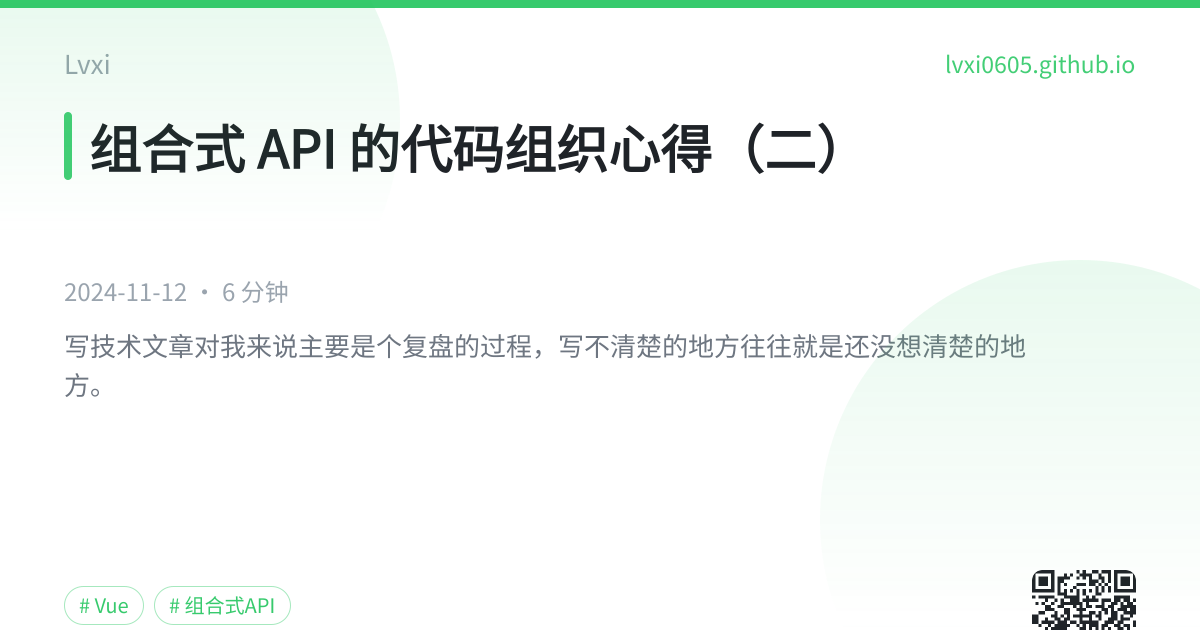 Lvxi
lvxi0605.github.io
组合式 API 的代码组织心得（二）
2024-11-12 · 6 分钟
写技术文章对我来说主要是个复盘的过程，写不清楚的地方往往就是还没想清楚的地
方。
# Vue
# 组合式API